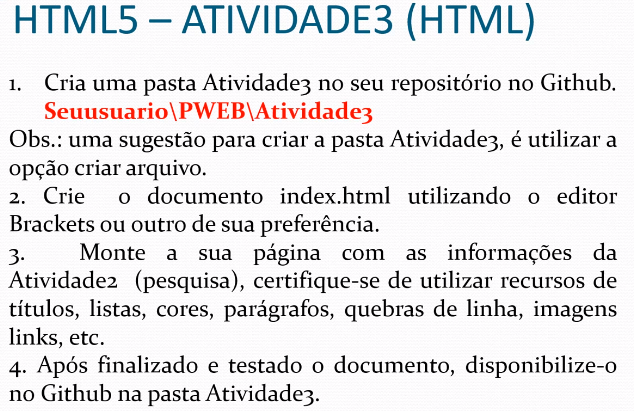 HTML5 – ATIVIDADE3 (HTML)
1. Cria uma pasta Atividade3 no seu repositório no Github.
Seuusuario\PWEB\Atividade3
Obs.: uma sugestão para criar a pasta Atividade3, é utilizar a
opção criar arquivo.
2. Crie o documento index.html utilizando o editor
Brackets ou outro de sua preferência.
3. Monte a sua página com as informações da
Atividade2 (pesquisa), certifique-se de utilizar recursos de
títulos, listas, cores, parágrafos, quebras de linha, imagens
links, etc.
4. Após finalizado e testado o documento, disponibilize-o
no Github na pasta Atividade3.